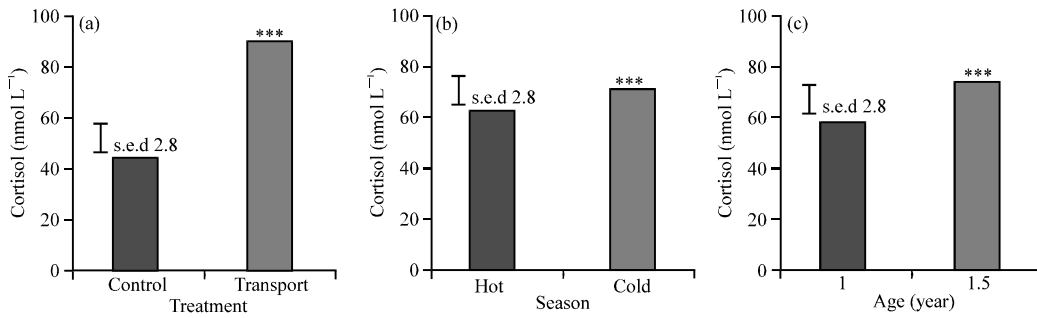 (a)
100
80
60
40
20
0
Cortisol (nmol L⁻¹)
***
s.e.d 2.8
Control Transport
Treatment
(b)
100
80
60
40
20
0
Cortisol (nmol L⁻¹)
***
s.e.d 2.8
Hot Cold
Season
(c)
100
80
60
40
20
0
Cortisol (nmol L⁻¹)
***
s.e.d 2.8
1 1.5
Age (year)